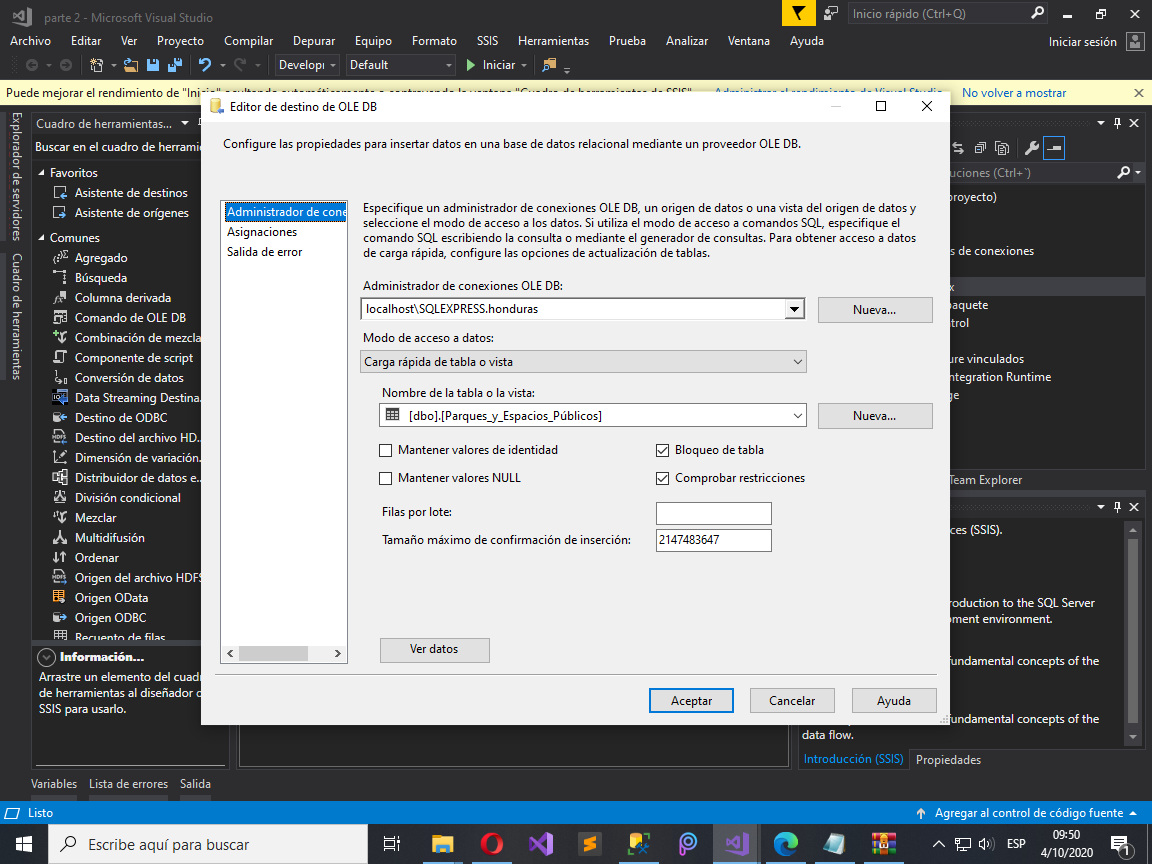 parte 2 - Microsoft Visual Studio
Inicio rápido (Ctrl+Q)
Archivo Editar Ver Proyecto Compilar Depurar Equipo Formato SSIS Herramientas Prueba Analizar Ventana Ayuda
Iniciar sesión
Develop Default Iniciar
Puede mejorar el rendimiento de
No volver a mostrar
Explorador de servidores
Cuadro de herramientas
Cuadro de herramientas...
Buscar en el cuadro de herrami
Favoritos
Asistente de destinos
Asistente de orígenes
Comunes
Agregado
Búsqueda
Columna derivada
Comando de OLE DB
Combinación de mezcla
Componente de script
Conversión de datos
Data Streaming Destina.
Destino de ODBC
Destino del archivo HD..
Dimensión de variación.
Distribuidor de datos e..
División condicional
Mezclar
Multidifusión
Ordenar
Origen del archivo HDFS
Origen OData
Origen ODBC
Recuento de filas
Información...
Arrastre un elemento del cuad
de herramientas al diseñador
SSIS para usarlo.
Editor de destino de OLE DB
Configure las propiedades para insertar datos en una base de datos relacional mediante un proveedor OLE DB.
Administrador de cone
Asignaciones
Salida de error
Especifique un administrador de conexiones OLE DB, un origen de datos o una vista del origen de datos y
seleccione el modo de acceso a los datos. Si utiliza el modo de acceso a comandos SQL, especifique el
comando SQL escribiendo la consulta o mediante el generador de consultas. Para obtener acceso a datos
de carga rápida, configure las opciones de actualización de tablas.
Administrador de conexiones OLE DB:
localhost\SQLEXPRESS.honduras
Nueva...
Modo de acceso a datos:
Carga rápida de tabla o vista
Nombre de la tabla o la vista:
[dbo].[Parques_y_Espacios_Públicos]
Nueva...
Mantener valores de identidad
Bloqueo de tabla
Mantener valores NULL
Comprobar restricciones
Filas por lote:
Tamaño máximo de confirmación de inserción:
2147483647
Ver datos
Aceptar
Cancelar
Ayuda
uciones (Ctrl+´)
royecto)
s de conexiones
x
aquete
trol
ure vinculados
ntegration Runtime
ge
Team Explorer
ces (SSIS).
oduction to the SQL Server
ment environment.
fundamental concepts of the
fundamental concepts of the
data flow.
Introducción (SSIS)
Propiedades
Variables
Lista de errores
Salida
Listo
Agregar al control de código fuente
Escribe aquí para buscar
ESP
09:50
4/10/2020
1